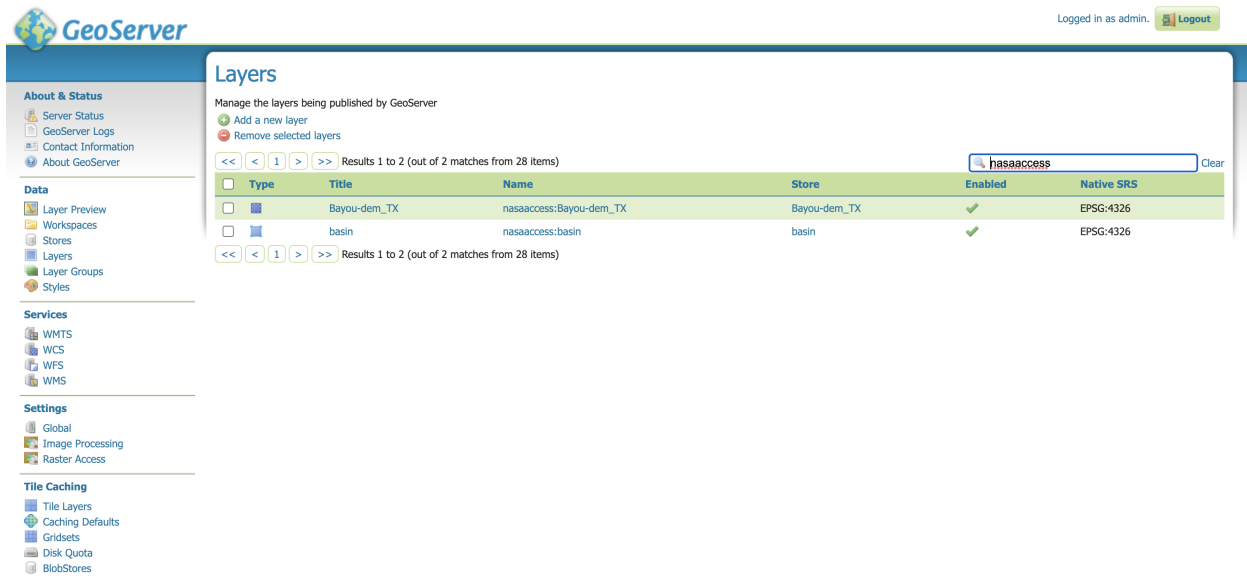 GeoServer
Logged in as admin. Logout
About & Status
Server Status
GeoServer Logs
Contact Information
About GeoServer
Data
Layer Preview
Workspaces
Stores
Layers
Layer Groups
Styles
Services
WMTS
WCS
WFS
WMS
Settings
Global
Image Processing
Raster Access
Tile Caching
Tile Layers
Caching Defaults
Gridsets
Disk Quota
BlobStores
Layers
Manage the layers being published by GeoServer
Add a new layer
Remove selected layers
<< < 1 > >> Results 1 to 2 (out of 2 matches from 28 items) nasaaccess Clear
Type Title Name Store Enabled Native SRS
Bayou-dem_TX nasaaccess:Bayou-dem_TX Bayou-dem_TX EPSG:4326
basin nasaaccess:basin basin EPSG:4326
<< < 1 > >> Results 1 to 2 (out of 2 matches from 28 items)